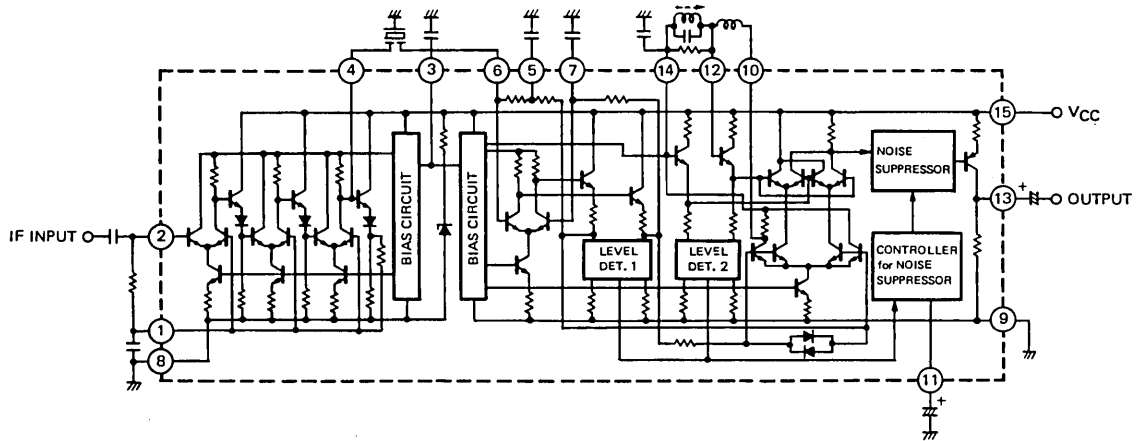 4
3
6
5
7
14
12
10
15
VCC
NOISE
SUPPRESSOR
13
+
OUTPUT
IF INPUT
2
BIAS CIRCUIT
BIAS CIRCUIT
LEVEL
DET. 1
LEVEL
DET. 2
CONTROLLER
for NOISE
SUPPRESSOR
1
8
9
11
+